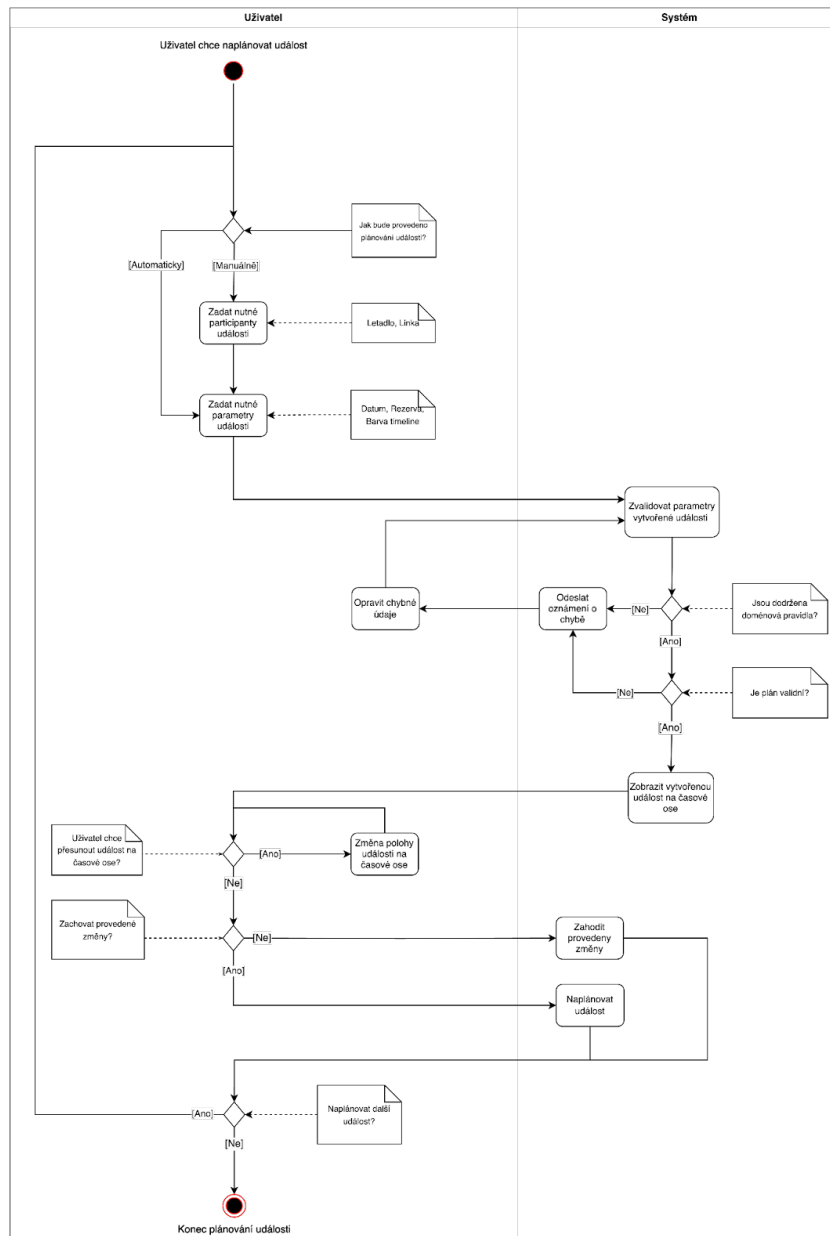 Uživatel
Systém
Uživatel chce naplánovat událost
Jak bude provedeno
plánování události?
[Automaticky]
[Manuálně]
Zadat nutné
participanty
události
Letadlo, Linka
Zadat nutné
parametry
události
Datum, Rezerva,
Barva timeline
Zvalidovat parametry
vytvořené události
Opravit chybné
údaje
Odeslat
oznámení o
chybě
[Ne]
Jsou dodržena
doménová pravidla?
[Ano]
[Ne]
Je plán validní?
[Ano]
Zobrazit vytvořenou
událost na časové
ose
Uživatel chce
přesunout událost na
časové ose?
[Ano]
Změna polohy
události na
časové ose
[Ne]
Zachovat provedené
změny?
[Ne]
Zahodit
provedeny
změny
[Ano]
Naplánovat
událost
[Ano]
Naplánovat další
událost?
[Ne]
Konec plánování události